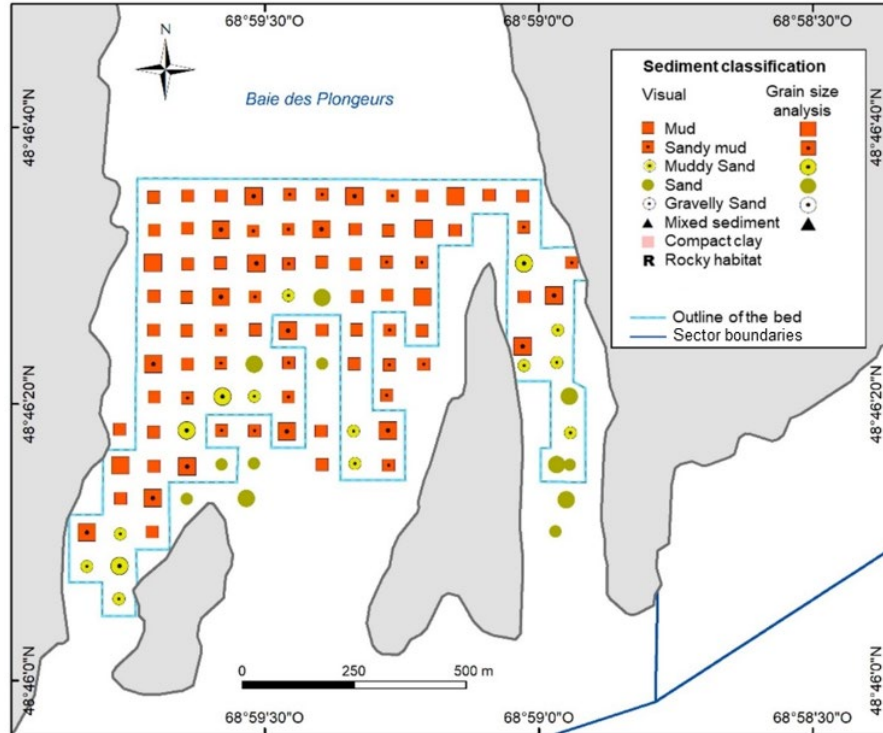 68°59'30"O 68°59'0"O 68°58'30"O
N
Baie des Plongeurs
48°46'40"N
48°46'40"N
Sediment classification
Visual
Grain size
analysis
Mud
Sandy mud
Muddy Sand
Sand
Gravelly Sand
Mixed sediment
Compact clay
R Rocky habitat
Outline of the bed
Sector boundaries
48°46'20"N
48°46'20"N
48°46'0"N
48°46'0"N
0 250 500 m
68°59'30"O 68°59'0"O 68°58'30"O